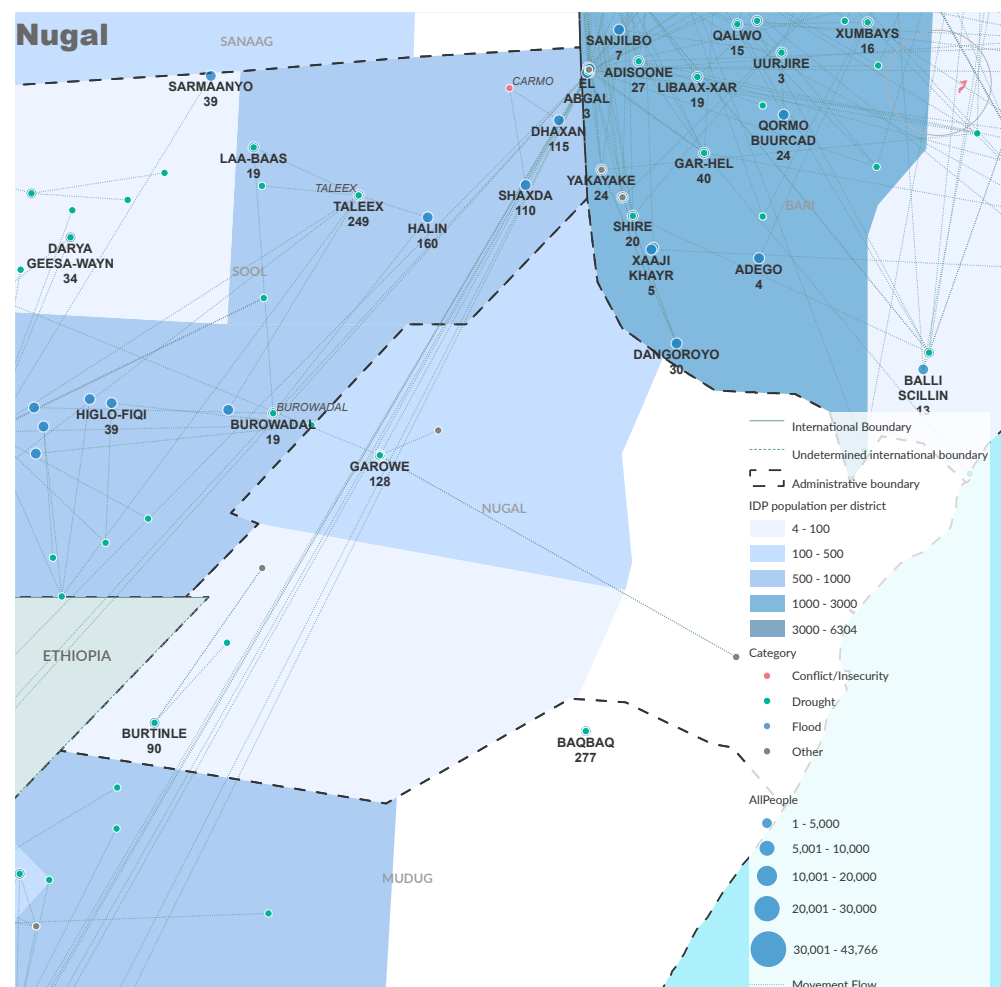 Nugal
SANAAG
SARMAANYO
39
SANJILBO
7
QALWO
15
XUMBAYS
16
UURJIRE
3
ADISOONE
27
LIBAAX-XAR
19
EL
ABGAL
3
CARMO
DHAXAN
115
QORMO
BUURCAD
24
LAA-BAAS
19
GAR-HEL
40
TALEEX
TALEEX
249
SHAXDA
110
YAKAYAKE
24
HALIN
160
BARI
SHIRE
20
DARYA
GEESA-WAYN
34
SOOL
XAAJI
KHAYR
5
ADEGO
4
DANGOROYO
30
BALLI
SCILLIN
13
HIGLO-FIQI
39
BUROWADAL
BUROWADAL
19
GAROWE
128
NUGAL
ETHIOPIA
BURTINLE
90
BAQBAQ
277
MUDUG
International Boundary
Undetermined international boundary
Administrative boundary
IDP population per district
4 - 100
100 - 500
500 - 1000
1000 - 3000
3000 - 6304
Category
Conflict/Insecurity
Drought
Flood
Other
AllPeople
1 - 5,000
5,001 - 10,000
10,001 - 20,000
20,001 - 30,000
30,001 - 43,766
Movement Flow